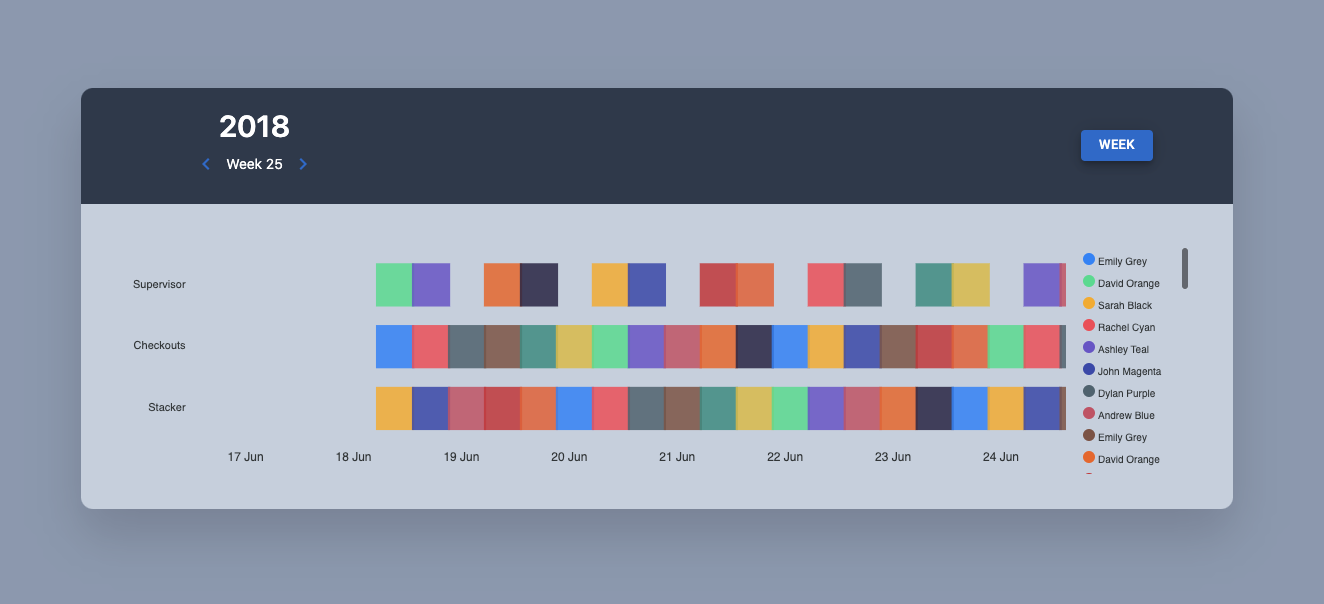 2018
Week 25
WEEK
Supervisor
Checkouts
Stacker
17 Jun 18 Jun 19 Jun 20 Jun 21 Jun 22 Jun 23 Jun 24 Jun
Emily Grey
David Orange
Sarah Black
Rachel Cyan
Ashley Teal
John Magenta
Dylan Purple
Andrew Blue
Emily Grey
David Orange